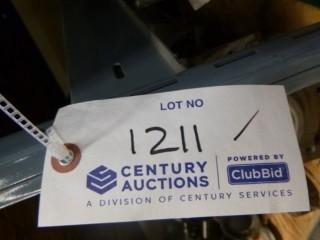 LOT NO
1211 /
CENTURY AUCTIONS
POWERED BY
ClubBid
A DIVISION OF CENTURY SERVICES